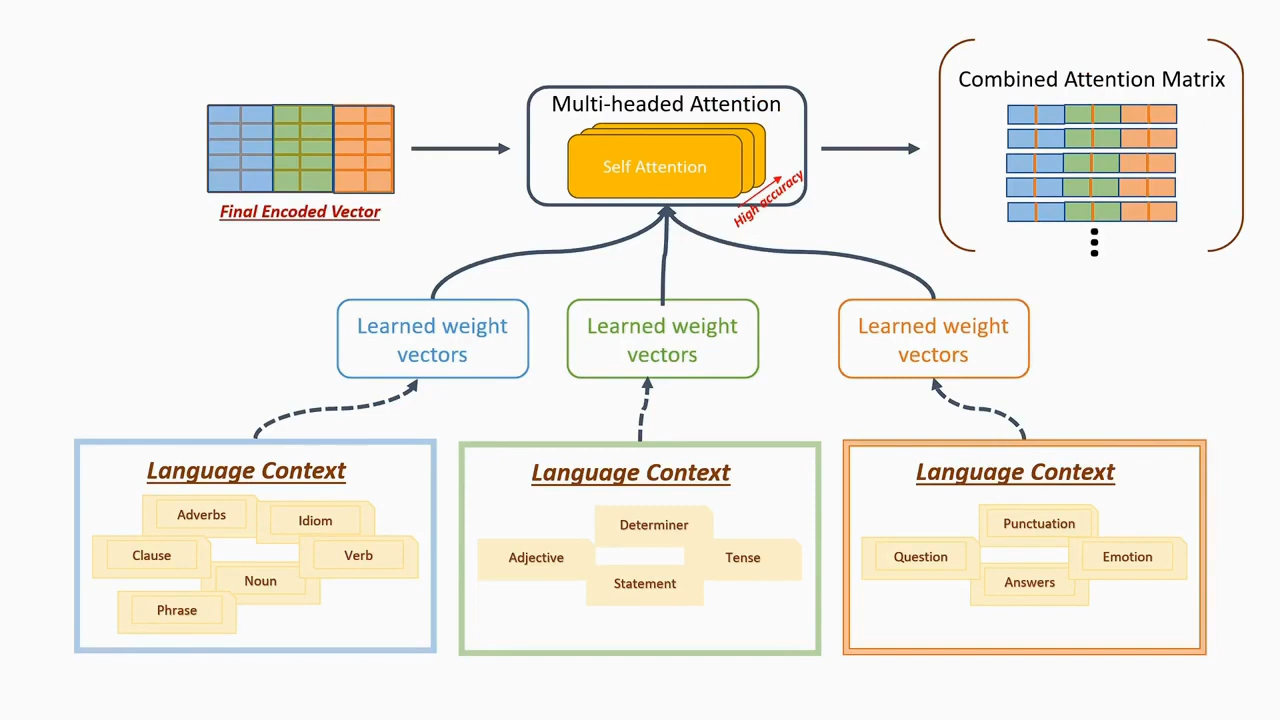 Combined Attention Matrix
Multi-headed Attention
Self Attention
High accuracy
Final Encoded Vector
Learned weight
vectors
Learned weight
vectors
Learned weight
vectors
Language Context
Adverbs
Idiom
Clause
Verb
Noun
Phrase
Language Context
Determiner
Adjective
Tense
Statement
Language Context
Punctuation
Question
Emotion
Answers